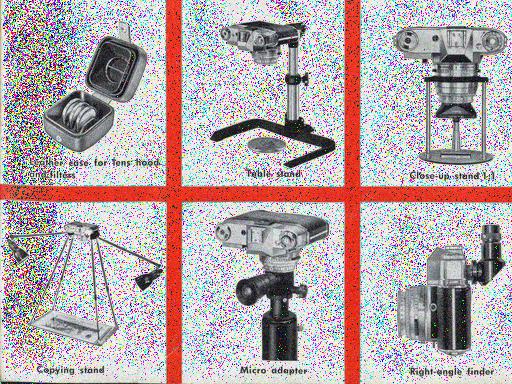 Leather case for lens hood
and filters
Table stand
Close-up stand 1:1
Copying stand
Micro adapter
Right-angle finder